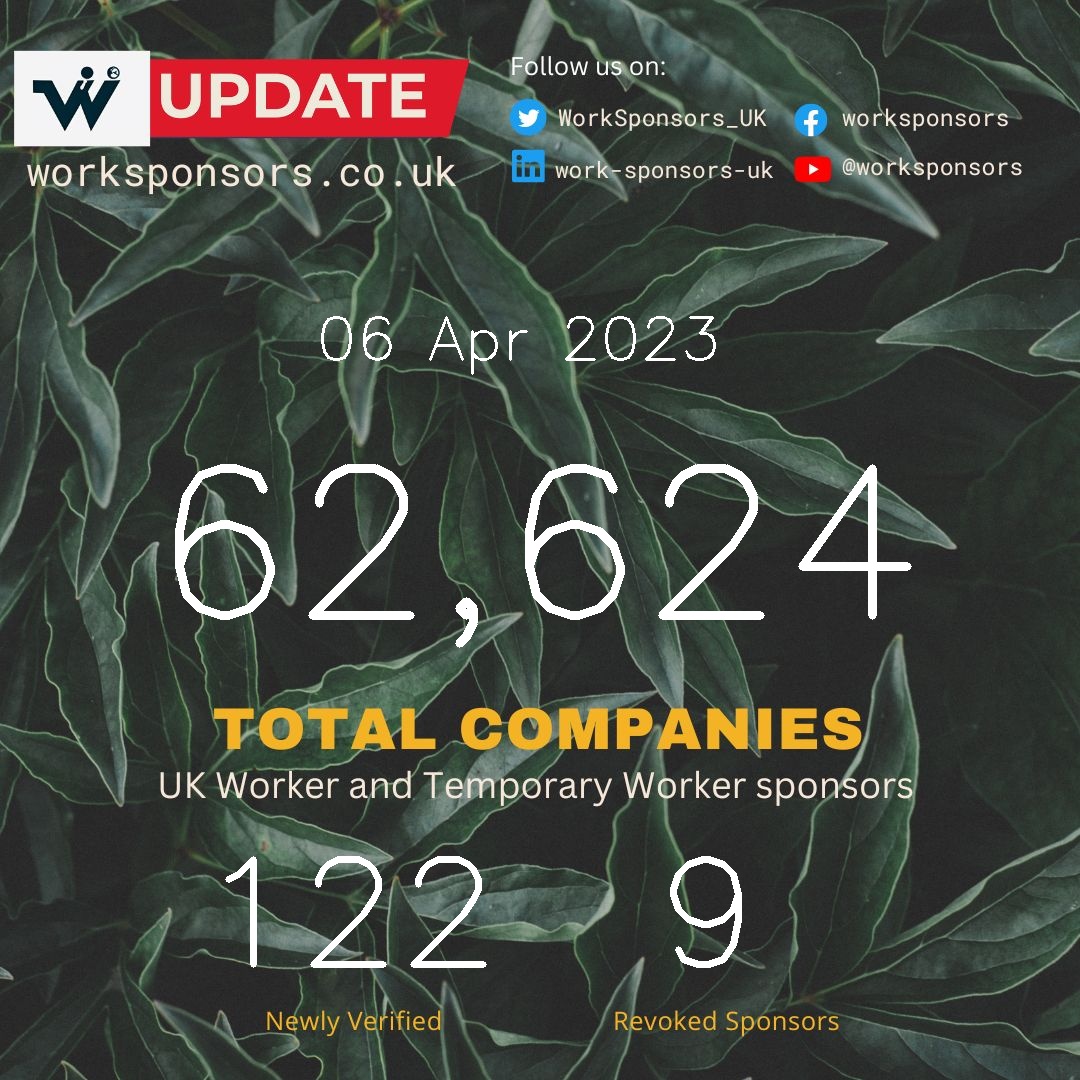 W UPDATE
worksponsors.co.uk
Follow us on:
WorkSponsors_UK worksponsors
work-sponsors-uk @worksponsors
06 Apr 2023
62,624
TOTAL COMPANIES
UK Worker and Temporary Worker sponsors
122 9
Newly Verified Revoked Sponsors